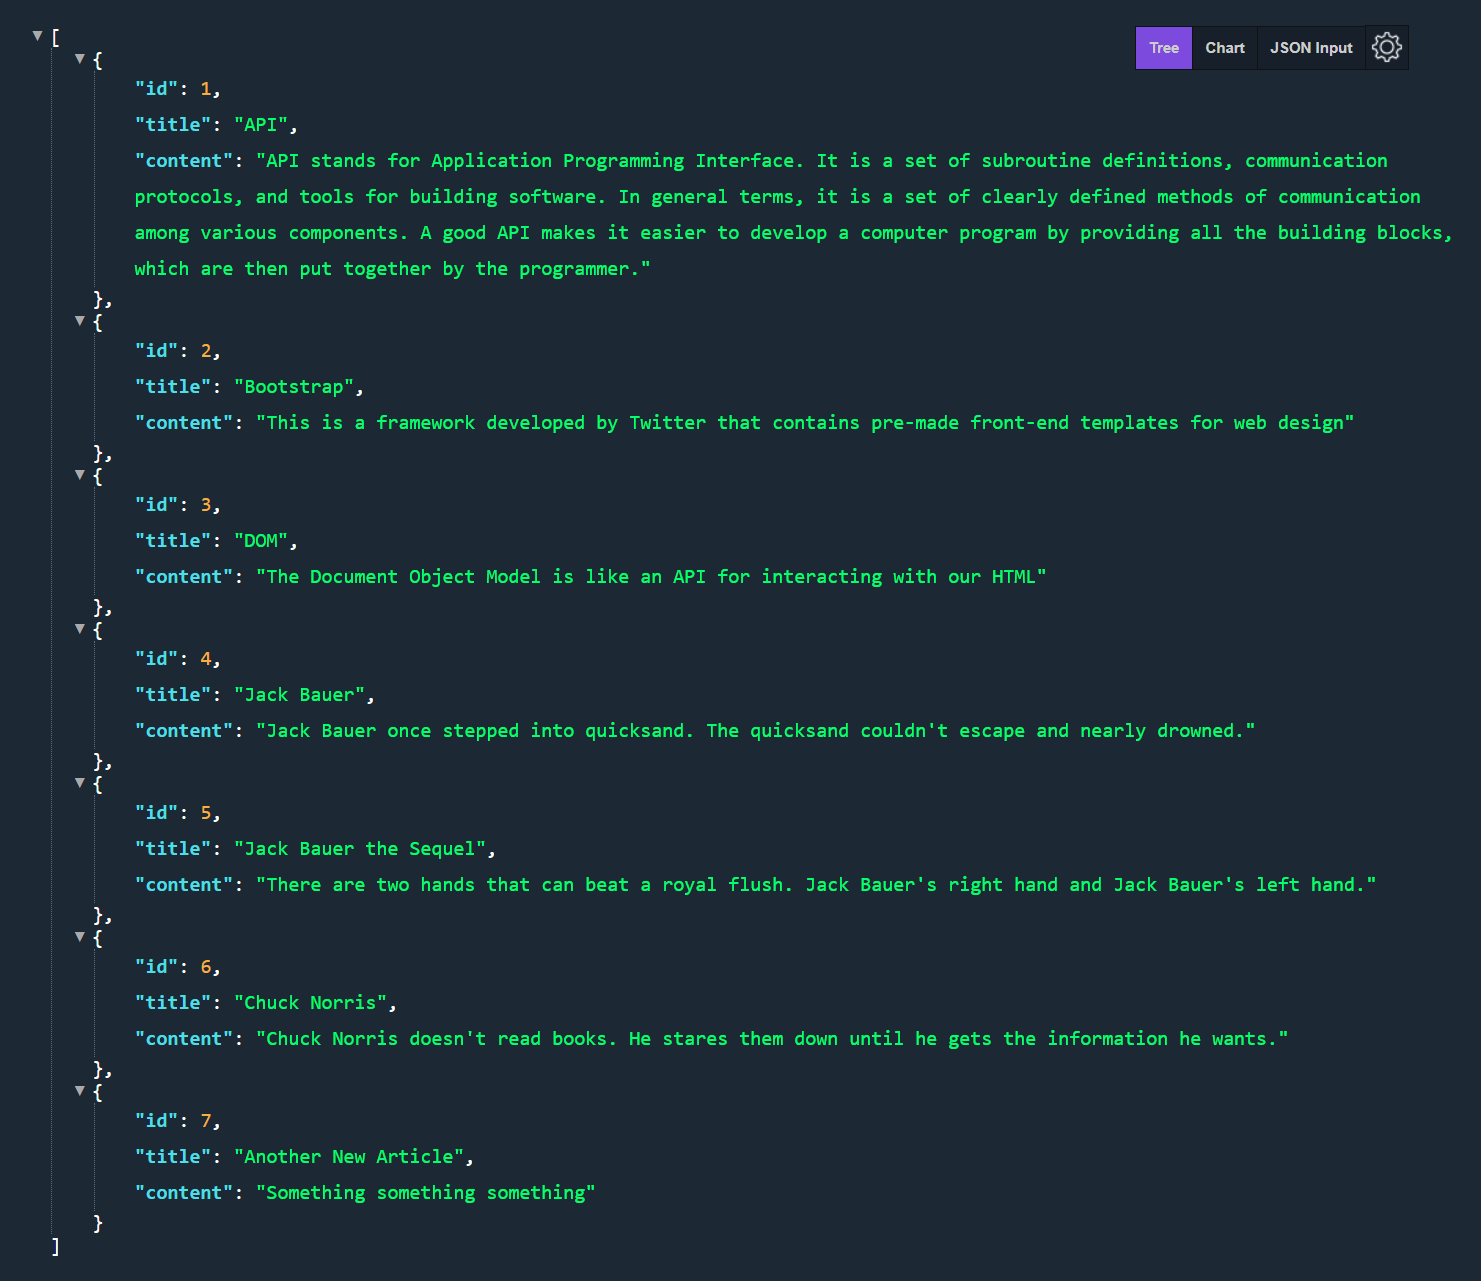 [
Tree Chart JSON Input
{
"id": 1,
"title": "API",
"content": "API stands for Application Programming Interface. It is a set of subroutine definitions, communication
protocols, and tools for building software. In general terms, it is a set of clearly defined methods of communication
among various components. A good API makes it easier to develop a computer program by providing all the building blocks,
which are then put together by the programmer."
},
{
"id": 2,
"title": "Bootstrap",
"content": "This is a framework developed by Twitter that contains pre-made front-end templates for web design"
},
{
"id": 3,
"title": "DOM",
"content": "The Document Object Model is like an API for interacting with our HTML"
},
{
"id": 4,
"title": "Jack Bauer",
"content": "Jack Bauer once stepped into quicksand. The quicksand couldn't escape and nearly drowned."
},
{
"id": 5,
"title": "Jack Bauer the Sequel",
"content": "There are two hands that can beat a royal flush. Jack Bauer's right hand and Jack Bauer's left hand."
},
{
"id": 6,
"title": "Chuck Norris",
"content": "Chuck Norris doesn't read books. He stares them down until he gets the information he wants."
},
{
"id": 7,
"title": "Another New Article",
"content": "Something something something"
}
]